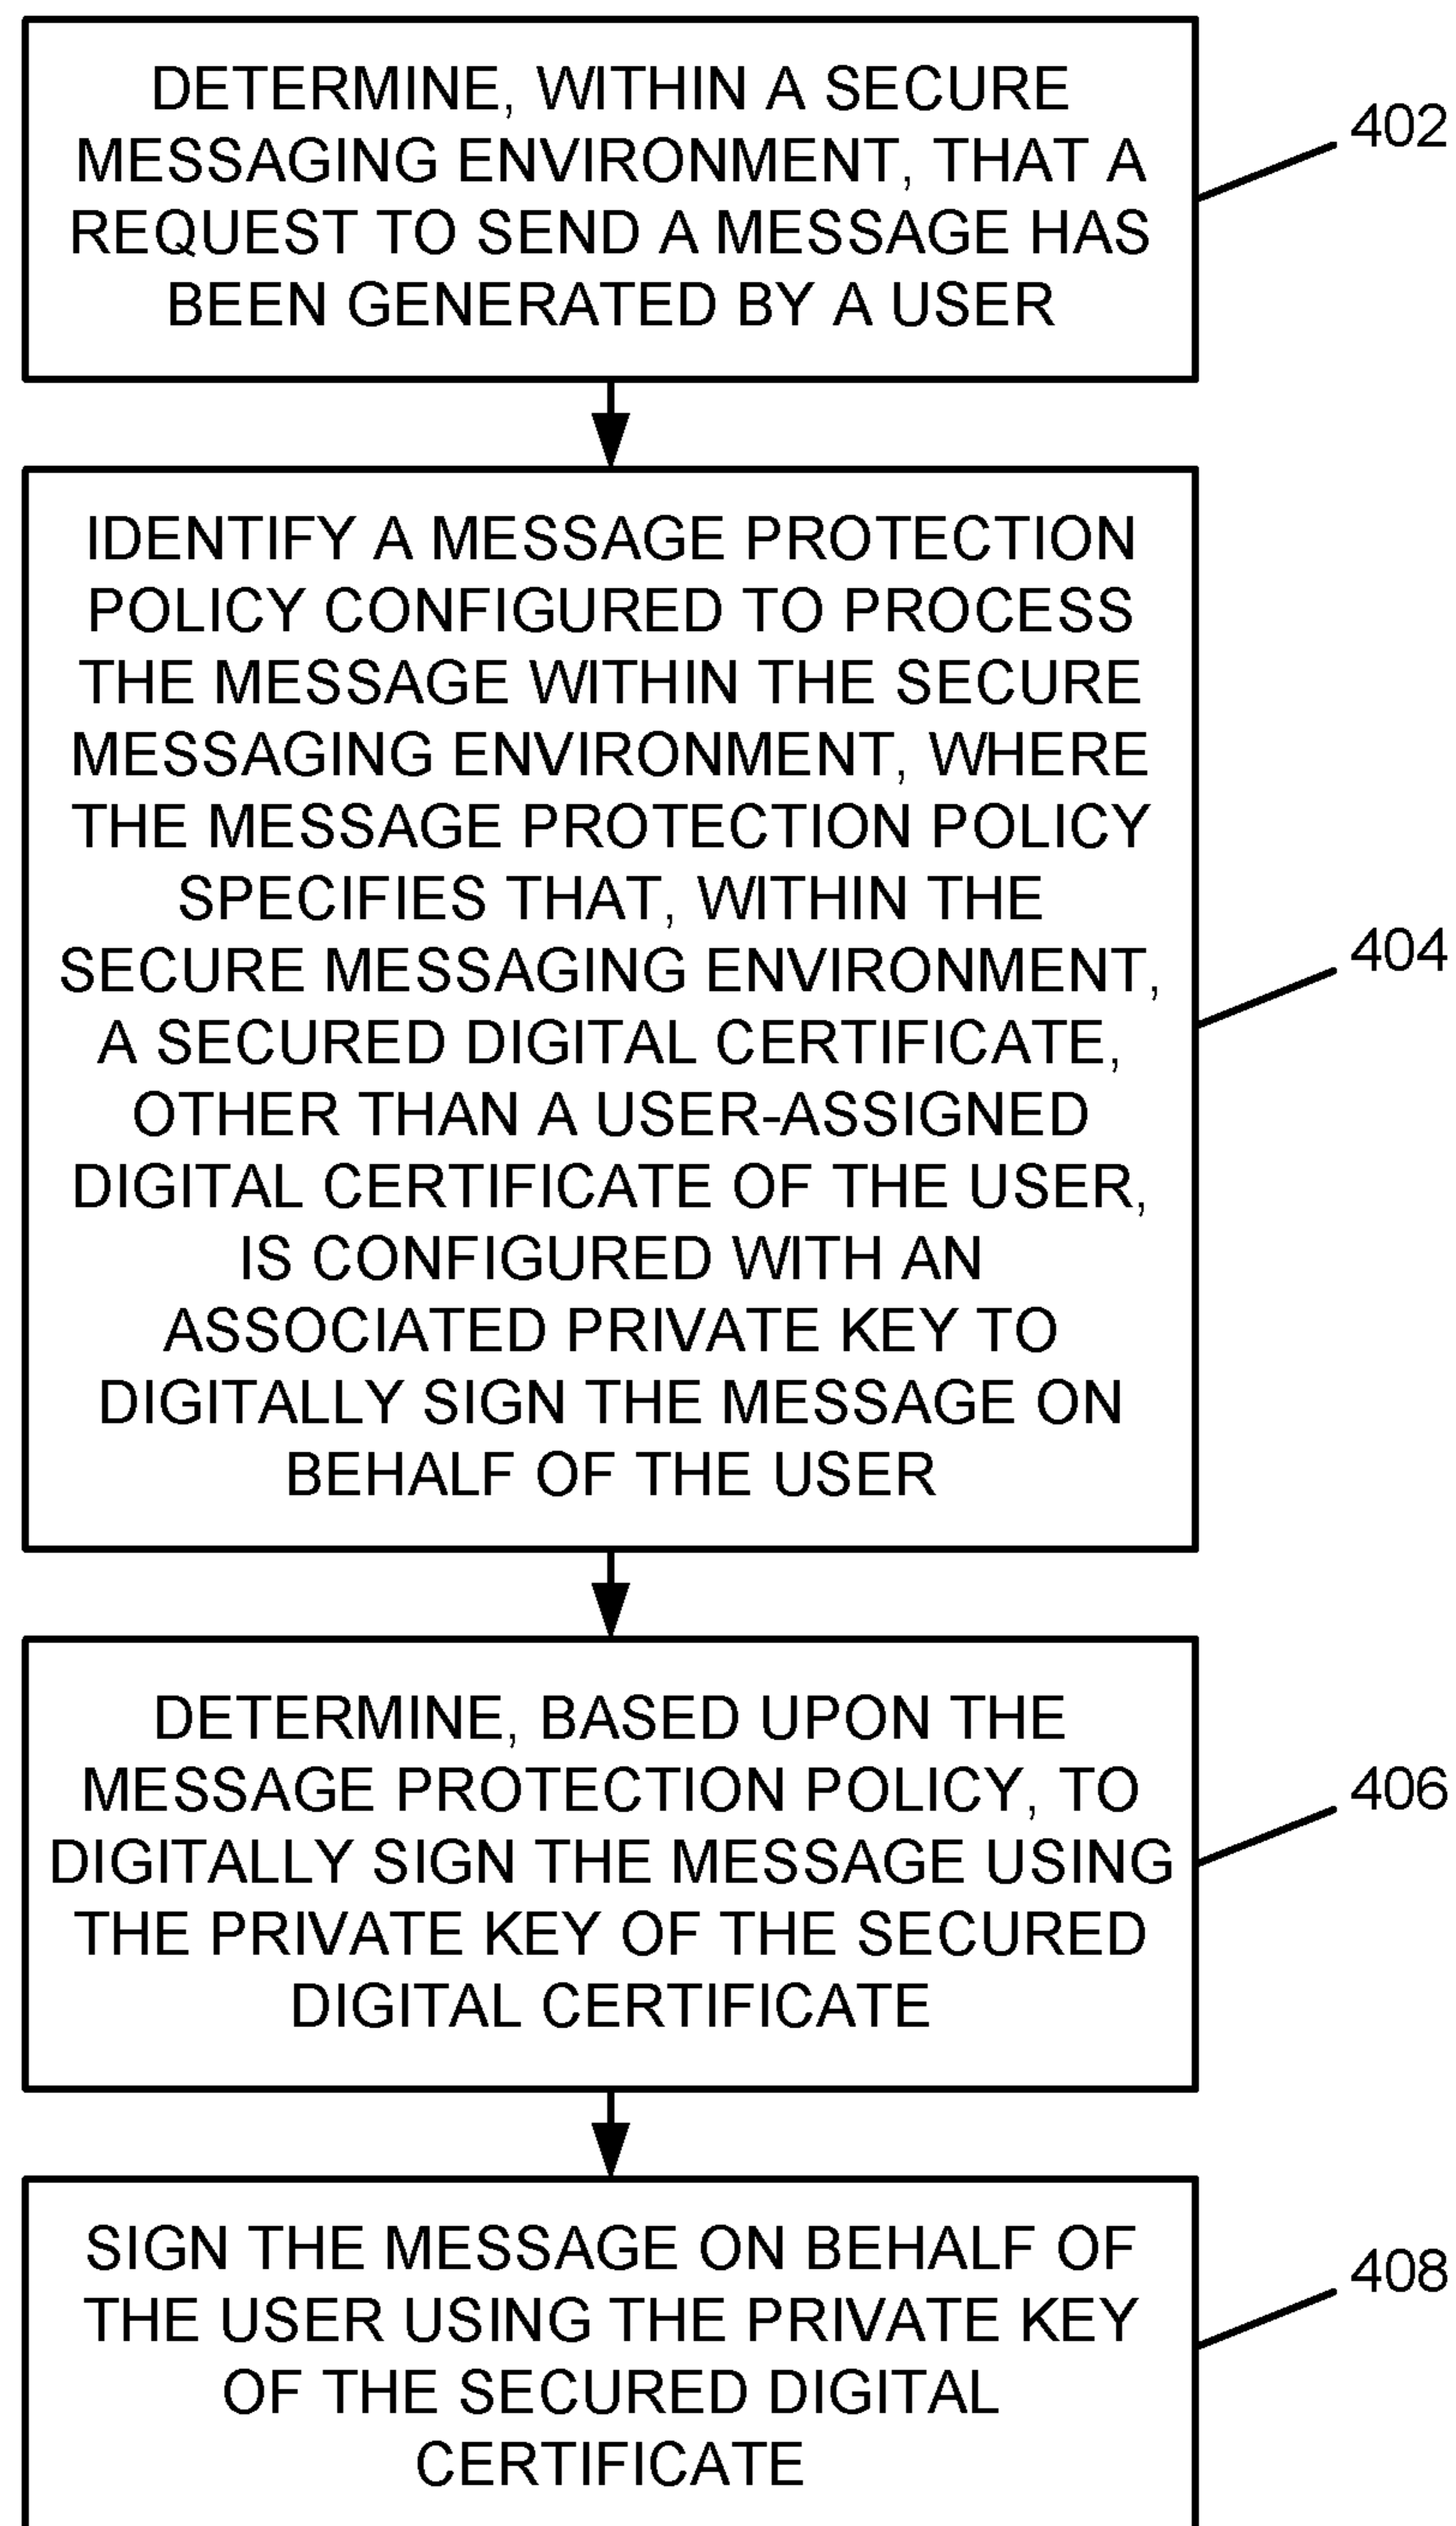 DETERMINE, WITHIN A SECURE
MESSAGING ENVIRONMENT, THAT A
REQUEST TO SEND A MESSAGE HAS
BEEN GENERATED BY A USER
402
IDENTIFY A MESSAGE PROTECTION
POLICY CONFIGURED TO PROCESS
THE MESSAGE WITHIN THE SECURE
MESSAGING ENVIRONMENT, WHERE
THE MESSAGE PROTECTION POLICY
SPECIFIES THAT, WITHIN THE
SECURE MESSAGING ENVIRONMENT,
A SECURED DIGITAL CERTIFICATE,
OTHER THAN A USER-ASSIGNED
DIGITAL CERTIFICATE OF THE USER,
IS CONFIGURED WITH AN
ASSOCIATED PRIVATE KEY TO
DIGITALLY SIGN THE MESSAGE ON
BEHALF OF THE USER
404
DETERMINE, BASED UPON THE
MESSAGE PROTECTION POLICY, TO
DIGITALLY SIGN THE MESSAGE USING
THE PRIVATE KEY OF THE SECURED
DIGITAL CERTIFICATE
406
SIGN THE MESSAGE ON BEHALF OF
THE USER USING THE PRIVATE KEY
OF THE SECURED DIGITAL
CERTIFICATE
408